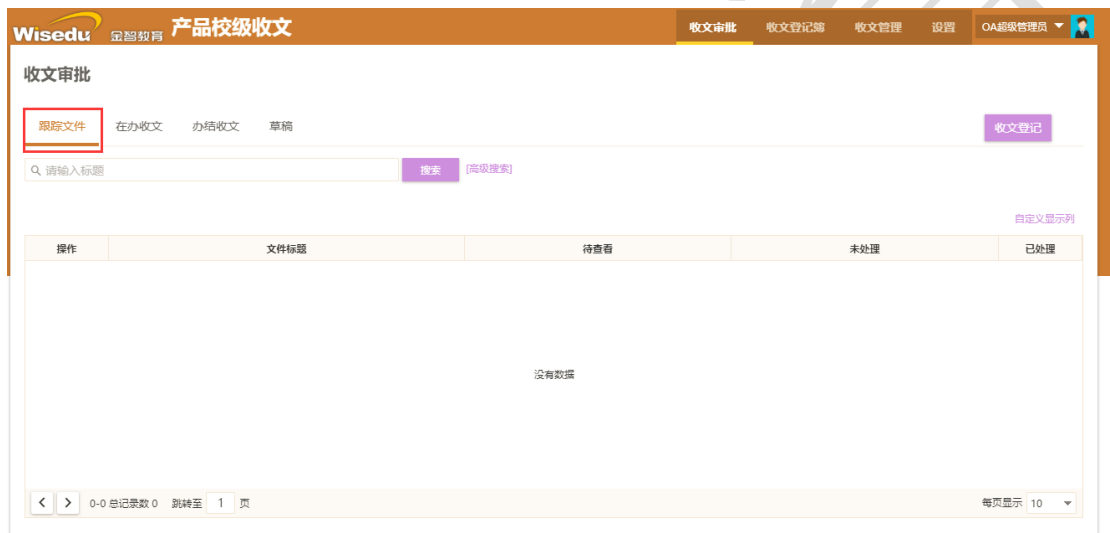 Wisedu 金智教育 产品校级收文 收文审批 收文登记簿 收文管理 设置 OA超级管理员
收文审批
跟踪文件 在办收文 办结收文 草稿 收文登记
请输入标题 搜索 [高级搜索]
自定义显示列
操作 文件标题 待查看 未处理 已处理
没有数据
0-0 总记录数 0 跳转至 1 页 每页显示 10